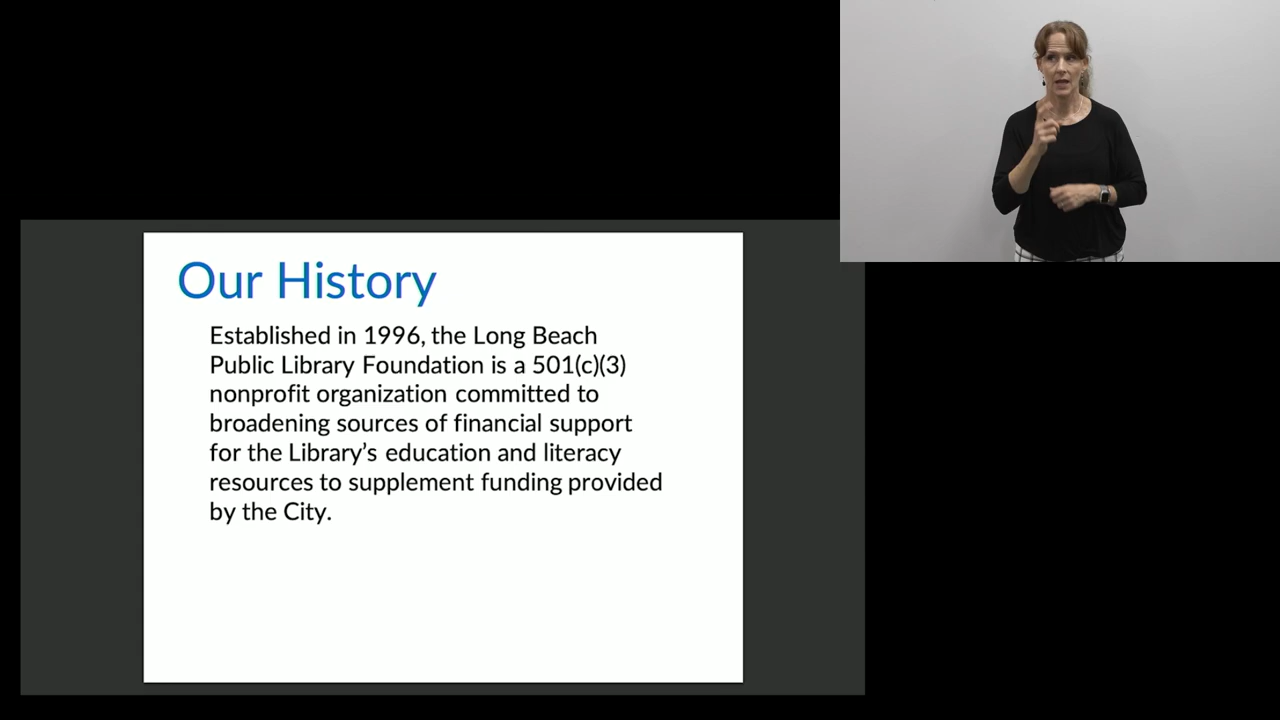 Our History
Established in 1996, the Long Beach
Public Library Foundation is a 501(c)(3)
nonprofit organization committed to
broadening sources of financial support
for the Library’s education and literacy
resources to supplement funding provided
by the City.